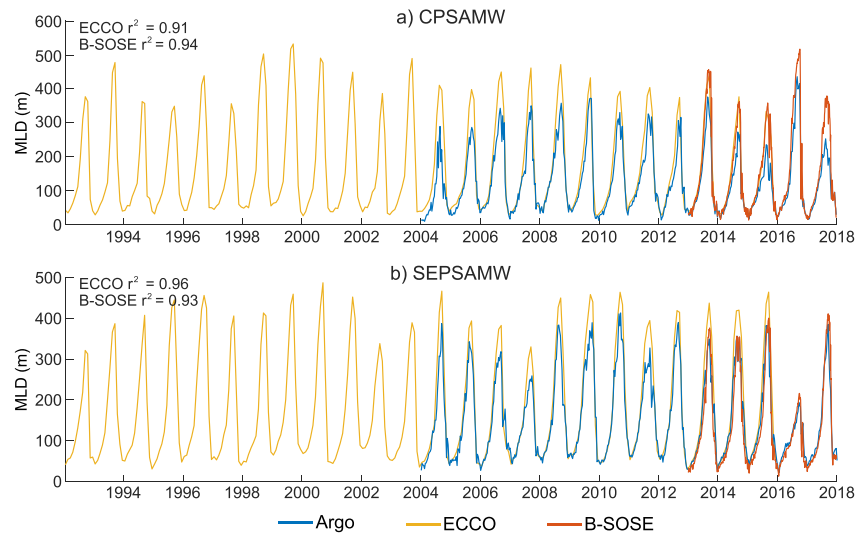 a) CPSAMW
ECCO r² = 0.91
B-SOSE r² = 0.94
MLD (m)
600
500
400
300
200
100
0
1994 1996 1998 2000 2002 2004 2006 2008 2010 2012 2014 2016 2018
b) SEPSAMW
ECCO r² = 0.96
B-SOSE r² = 0.93
MLD (m)
500
400
300
200
100
0
1994 1996 1998 2000 2002 2004 2006 2008 2010 2012 2014 2016 2018
Argo ECCO B-SOSE